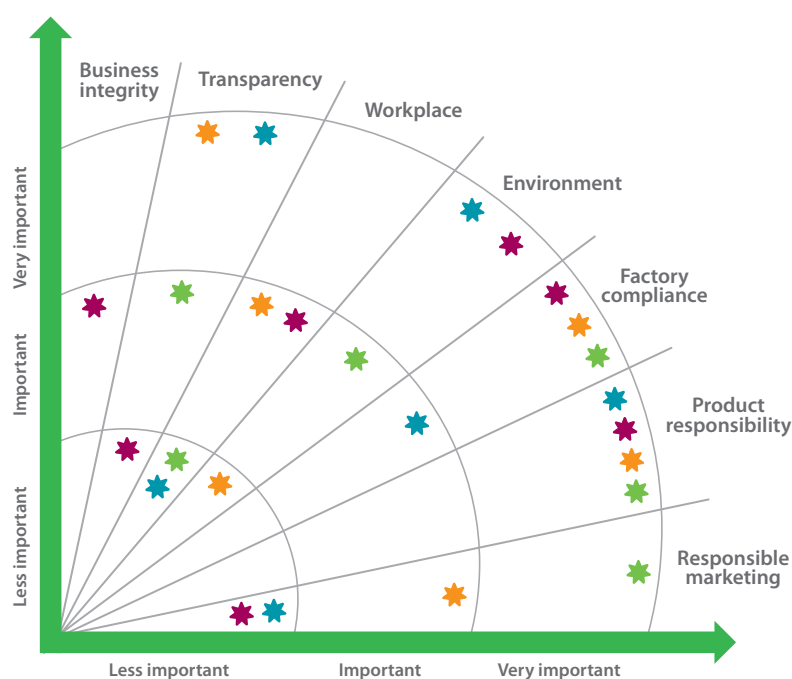 Business
integrity
Transparency
Workplace
Environment
Factory
compliance
Product
responsibility
Responsible
marketing
Very important
Important
Less important
Less important
Important
Very important